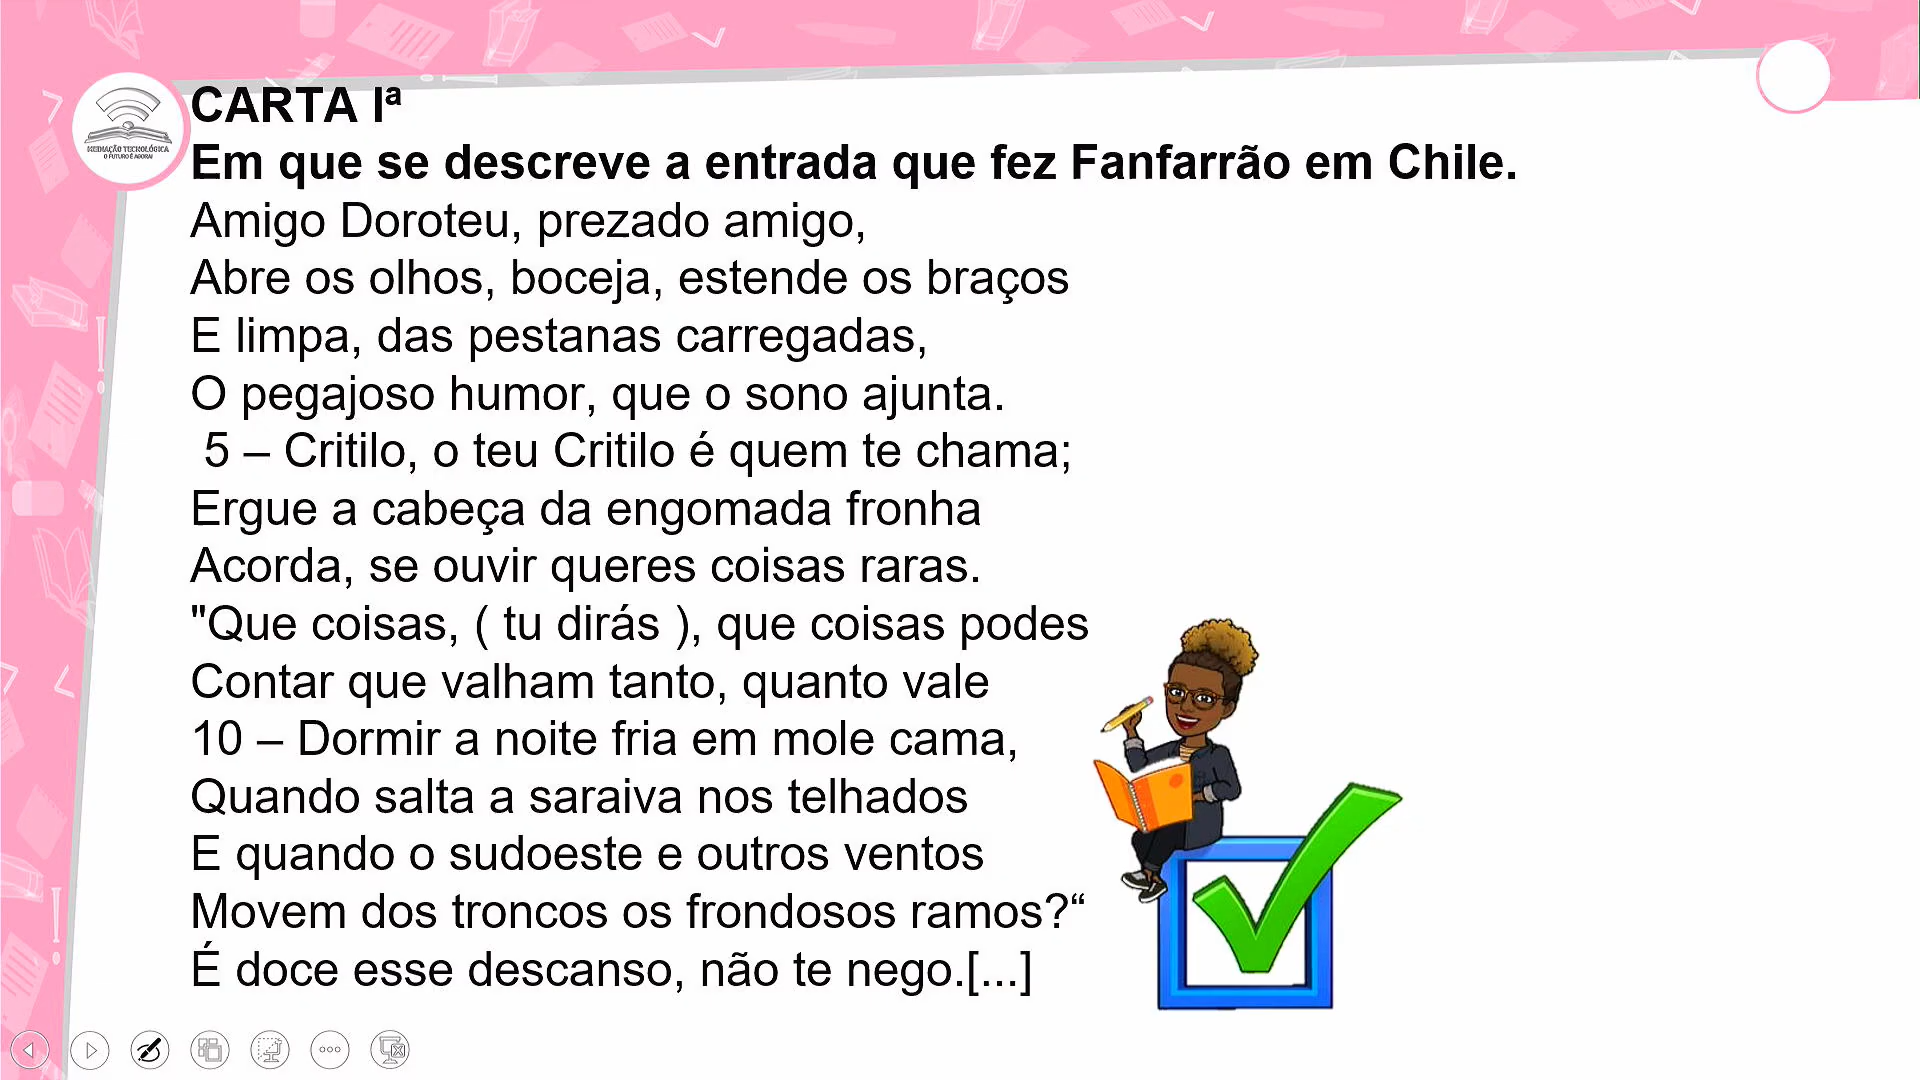 MEDIAÇÃO TECNOLÓGICA
O FUTURO É AGORA!
CARTA Iª
Em que se descreve a entrada que fez Fanfarrão em Chile.
Amigo Doroteu, prezado amigo,
Abre os olhos, boceja, estende os braços
E limpa, das pestanas carregadas,
O pegajoso humor, que o sono ajunta.
5 – Critilo, o teu Critilo é quem te chama;
Ergue a cabeça da engomada fronha
Acorda, se ouvir queres coisas raras.
"Que coisas, ( tu dirás ), que coisas podes
Contar que valham tanto, quanto vale
10 – Dormir a noite fria em mole cama,
Quando salta a saraiva nos telhados
E quando o sudoeste e outros ventos
Movem dos troncos os frondosos ramos?“
É doce esse descanso, não te nego.[...]